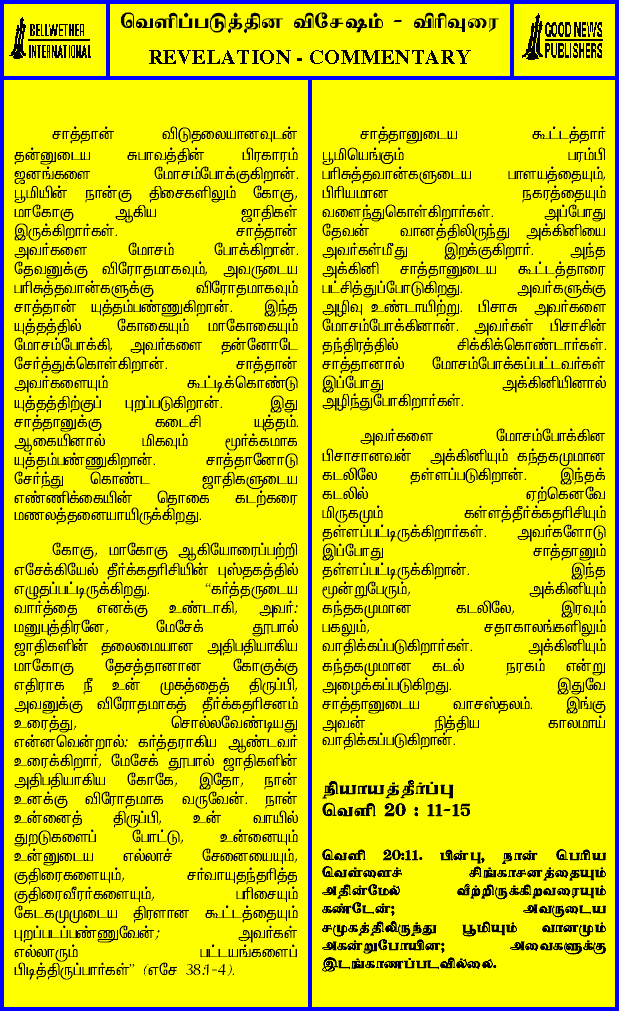 BELLWETHER
INTERNATIONAL
வெளிப்படுத்தின விசேஷம் - விரிவுரை
REVELATION - COMMENTARY
GOOD NEWS
PUBLISHERS
சாத்தான் விடுதலையானவுடன்
தன்னுடைய சுபாவத்தின் பிரகாரம்
ஜனங்களை மோசம்போக்குகிறான்.
பூமியின் நான்கு திசைகளிலும் கோகு,
மாகோகு ஆகிய ஜாதிகள்
இருக்கிறார்கள். சாத்தான்
அவர்களை மோசம் போக்கிறான்.
தேவனுக்கு விரோதமாகவும், அவருடைய
பரிசுத்தவான்களுக்கு விரோதமாகவும்
சாத்தான் யுத்தம்பண்ணுகிறான். இந்த
யுத்தத்தில் கோகையும் மாகோகையும்
மோசம்போக்கி, அவர்களை தன்னோடே
சேர்த்துக்கொள்கிறான். சாத்தான்
அவர்களையும் கூட்டிக்கொண்டு
யுத்தத்திற்குப் புறப்படுகிறான். இது
சாத்தானுக்கு கடைசி யுத்தம்.
ஆகையினால் மிகவும் மூர்க்கமாக
யுத்தம்பண்ணுகிறான். சாத்தானோடு
சேர்ந்து கொண்ட ஜாதிகளுடைய
எண்ணிக்கையின் தொகை கடற்கரை
மணலத்தனையாயிருக்கிறது.
கோகு, மாகோகு ஆகியோரைப்பற்றி
எசேக்கியேல் தீர்க்கதரிசியின் புஸ்தகத்தில்
எழுதப்பட்டிருக்கிறது. “கர்த்தருடைய
வார்த்தை எனக்கு உண்டாகி, அவர்:
மனுபுத்திரனே, மேசேக் தூபால்
ஜாதிகளின் தலைமையான அதிபதியாகிய
மாகோகு தேசத்தானான கோகுக்கு
எதிராக நீ உன் முகத்தைத் திருப்பி,
அவனுக்கு விரோதமாகத் தீர்க்கதரிசனம்
உரைத்து, சொல்லவேண்டியது
என்னவென்றால்: கர்த்தராகிய ஆண்டவர்
உரைக்கிறார், மேசேக் தூபால் ஜாதிகளின்
அதிபதியாகிய கோகே, இதோ, நான்
உனக்கு விரோதமாக வருவேன். நான்
உன்னைத் திருப்பி, உன் வாயில்
துறடுகளைப் போட்டு, உன்னையும்
உன்னுடைய எல்லாச் சேனையையும்,
குதிரைகளையும், சர்வாயுதந்தரித்த
குதிரைவீரர்களையும், பரிசையும்
கேடகமுமுடைய திரளான கூட்டத்தையும்
புறப்படப்பண்ணுவேன்; அவர்கள்
எல்லாரும் பட்டயங்களைப்
பிடித்திருப்பார்கள்” (எசே 38:1-4).
சாத்தானுடைய கூட்டத்தார்
பூமியெங்கும் பரம்பி
பரிசுத்தவான்களுடைய பாளயத்தையும்,
பிரியமான நகரத்தையும்
வளைந்துகொள்கிறார்கள். அப்போது
தேவன் வானத்திலிருந்து அக்கினியை
அவர்கள்மீது இறக்குகிறார். அந்த
அக்கினி சாத்தானுடைய கூட்டத்தாரை
பட்சித்துப்போடுகிறது. அவர்களுக்கு
அழிவு உண்டாயிற்று. பிசாசு அவர்களை
மோசம்போக்கினான். அவர்கள் பிசாசின்
தந்திரத்தில் சிக்கிக்கொண்டார்கள்.
சாத்தானால் மோசம்போக்கப்பட்டவர்கள்
இப்போது அக்கினியினால்
அழிந்துபோகிறார்கள்.
அவர்களை மோசம்போக்கின
பிசாசானவன் அக்கினியும் கந்தகமுமான
கடலிலே தள்ளப்படுகிறான். இந்தக்
கடலில் ஏற்கெனவே
மிருகமும் கள்ளத்தீர்க்கதரிசியும்
தள்ளப்பட்டிருக்கிறார்கள். அவர்களோடு
இப்போது சாத்தானும்
தள்ளப்பட்டிருக்கிறான். இந்த
மூன்றுபேரும், அக்கினியும்
கந்தகமுமான கடலிலே, இரவும்
பகலும், சதாகாலங்களிலும்
வாதிக்கப்படுகிறார்கள். அக்கினியும்
கந்தகமுமான கடல் நரகம் என்று
அழைக்கப்படுகிறது. இதுவே
சாத்தானுடைய வாசஸ்தலம். இங்கு
அவன் நித்திய காலமாய்
வாதிக்கப்படுகிறான்.
நியாயத்தீர்ப்பு
வெளி 20 : 11-15
வெளி 20:11. பின்பு, நான் பெரிய
வெள்ளைச் சிங்காசனத்தையும்
அதின்மேல் வீற்றிருக்கிறவரையும்
கண்டேன்; அவருடைய
சமுகத்திலிருந்து பூமியும் வானமும்
அகன்றுபோயின; அவைகளுக்கு
இடங்காணப்படவில்லை.